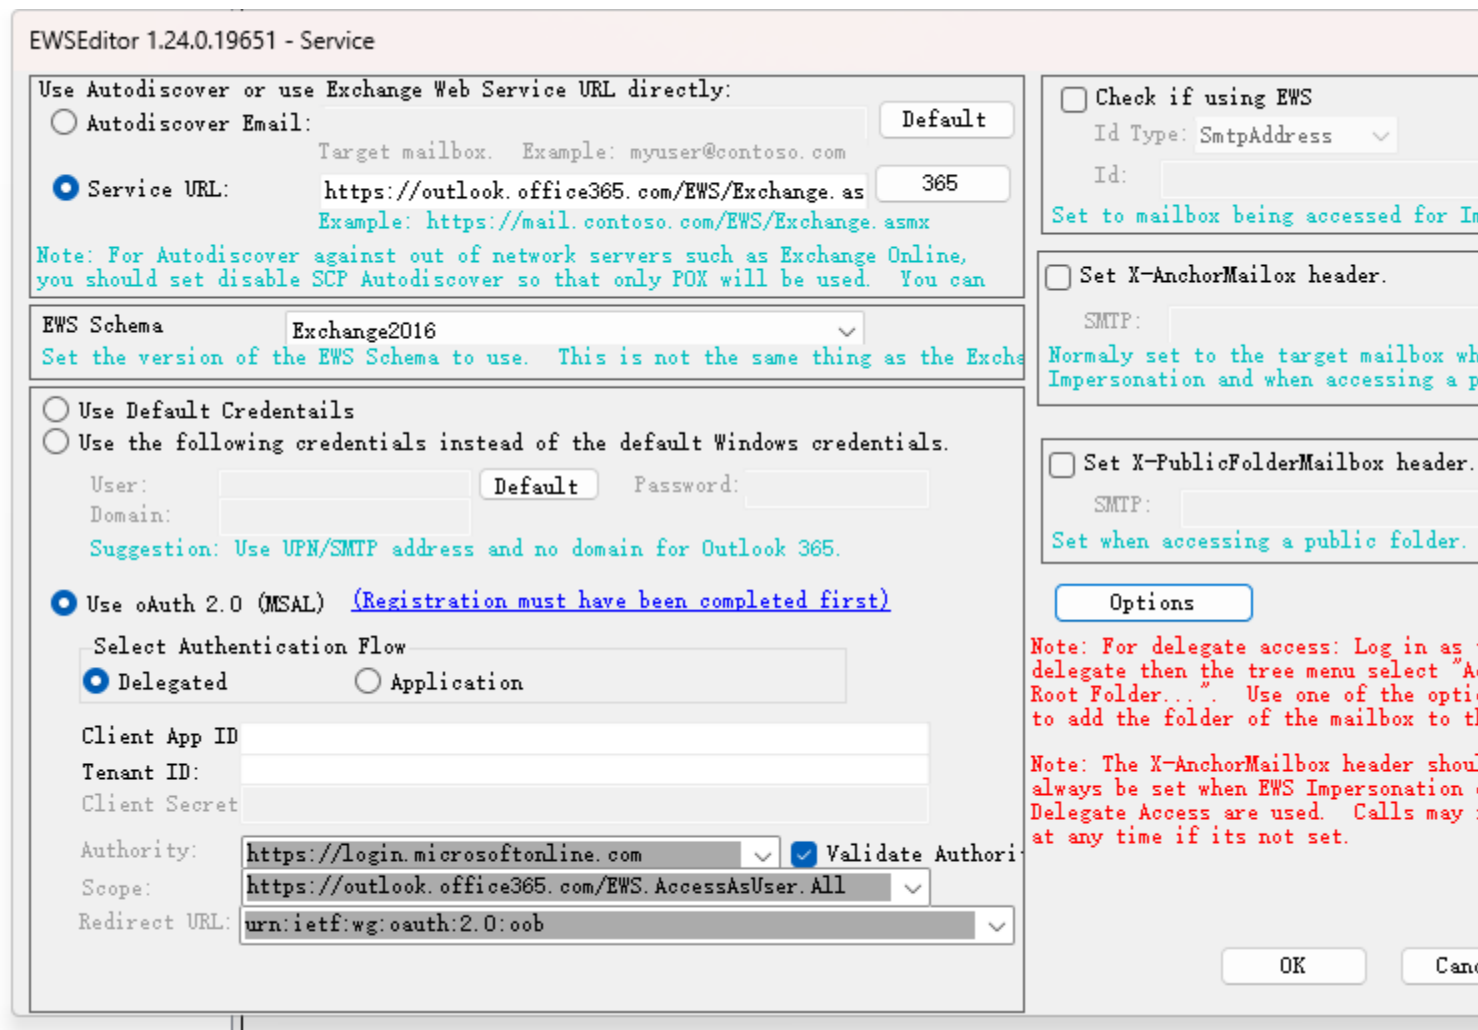 EWSEditor 1.24.0.19651 - Service
Use Autodiscover or use Exchange Web Service URL directly:
Autodiscover Email:
Default
Target mailbox. Example: myuser@contoso.com
Service URL:
https://outlook.office365.com/EWS/Exchange.as
365
Example: https://mail.contoso.com/EWS/Exchange.asmx
Note: For Autodiscover against out of network servers such as Exchange Online,
you should set disable SCP Autodiscover so that only POX will be used. You can
EWS Schema
Exchange2016
Set the version of the EWS Schema to use. This is not the same thing as the Excha
Use Default Credentails
Use the following credentials instead of the default Windows credentials.
User:
Default
Password:
Domain:
Suggestion: Use UPN/SMTP address and no domain for Outlook 365.
Use oAuth 2.0 (MSAL) (Registration must have been completed first)
Select Authentication Flow
Delegated
Application
Client App ID
Tenant ID:
Client Secret
Authority:
https://login.microsoftonline.com
Validate Authori
Scope:
https://outlook.office365.com/EWS.AccessAsUser.All
Redirect URL:
urn:ietf:wg:oauth:2.0:oob
Check if using EWS
Id Type: SmtpAddress
Id:
Set to mailbox being accessed for Im
Set X-AnchorMailox header.
SMTP:
Normaly set to the target mailbox wh
Impersonation and when accessing a p
Set X-PublicFolderMailbox header.
SMTP:
Set when accessing a public folder.
Options
Note: For delegate access: Log in as
delegate then the tree menu select "A
Root Folder...". Use one of the opti
to add the folder of the mailbox to th
Note: The X-AnchorMailbox header shoul
always be set when EWS Impersonation
Delegate Access are used. Calls may
at any time if its not set.
OK
Canc